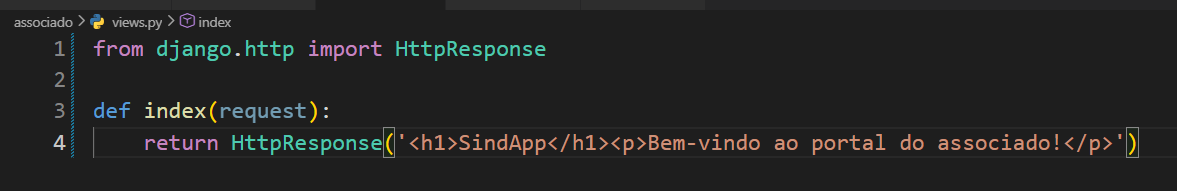 associado > views.py > index
1 from django.http import HttpResponse
2
3 def index(request):
4 return HttpResponse('<h1>SindApp</h1><p>Bem-vindo ao portal do associado!</p>')